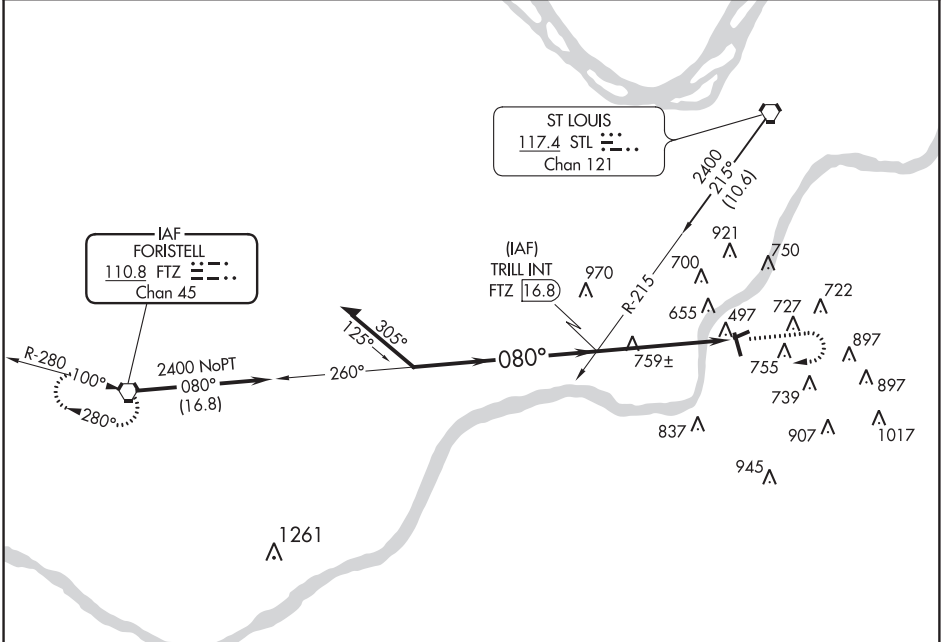 ST LOUIS
117.4 STL
Chan 121
2400
215°
(10.6)
IAF
FORISTELL
110.8 FTZ
Chan 45
(IAF)
TRILL INT
FTZ 16.8
970
921
700
750
R-215
655
497
727
722
305°
125°
R-280
100°
280°
2400 NoPT
080°
(16.8)
260°
080°
759±
755
897
739
897
837
907
1017
945
1261